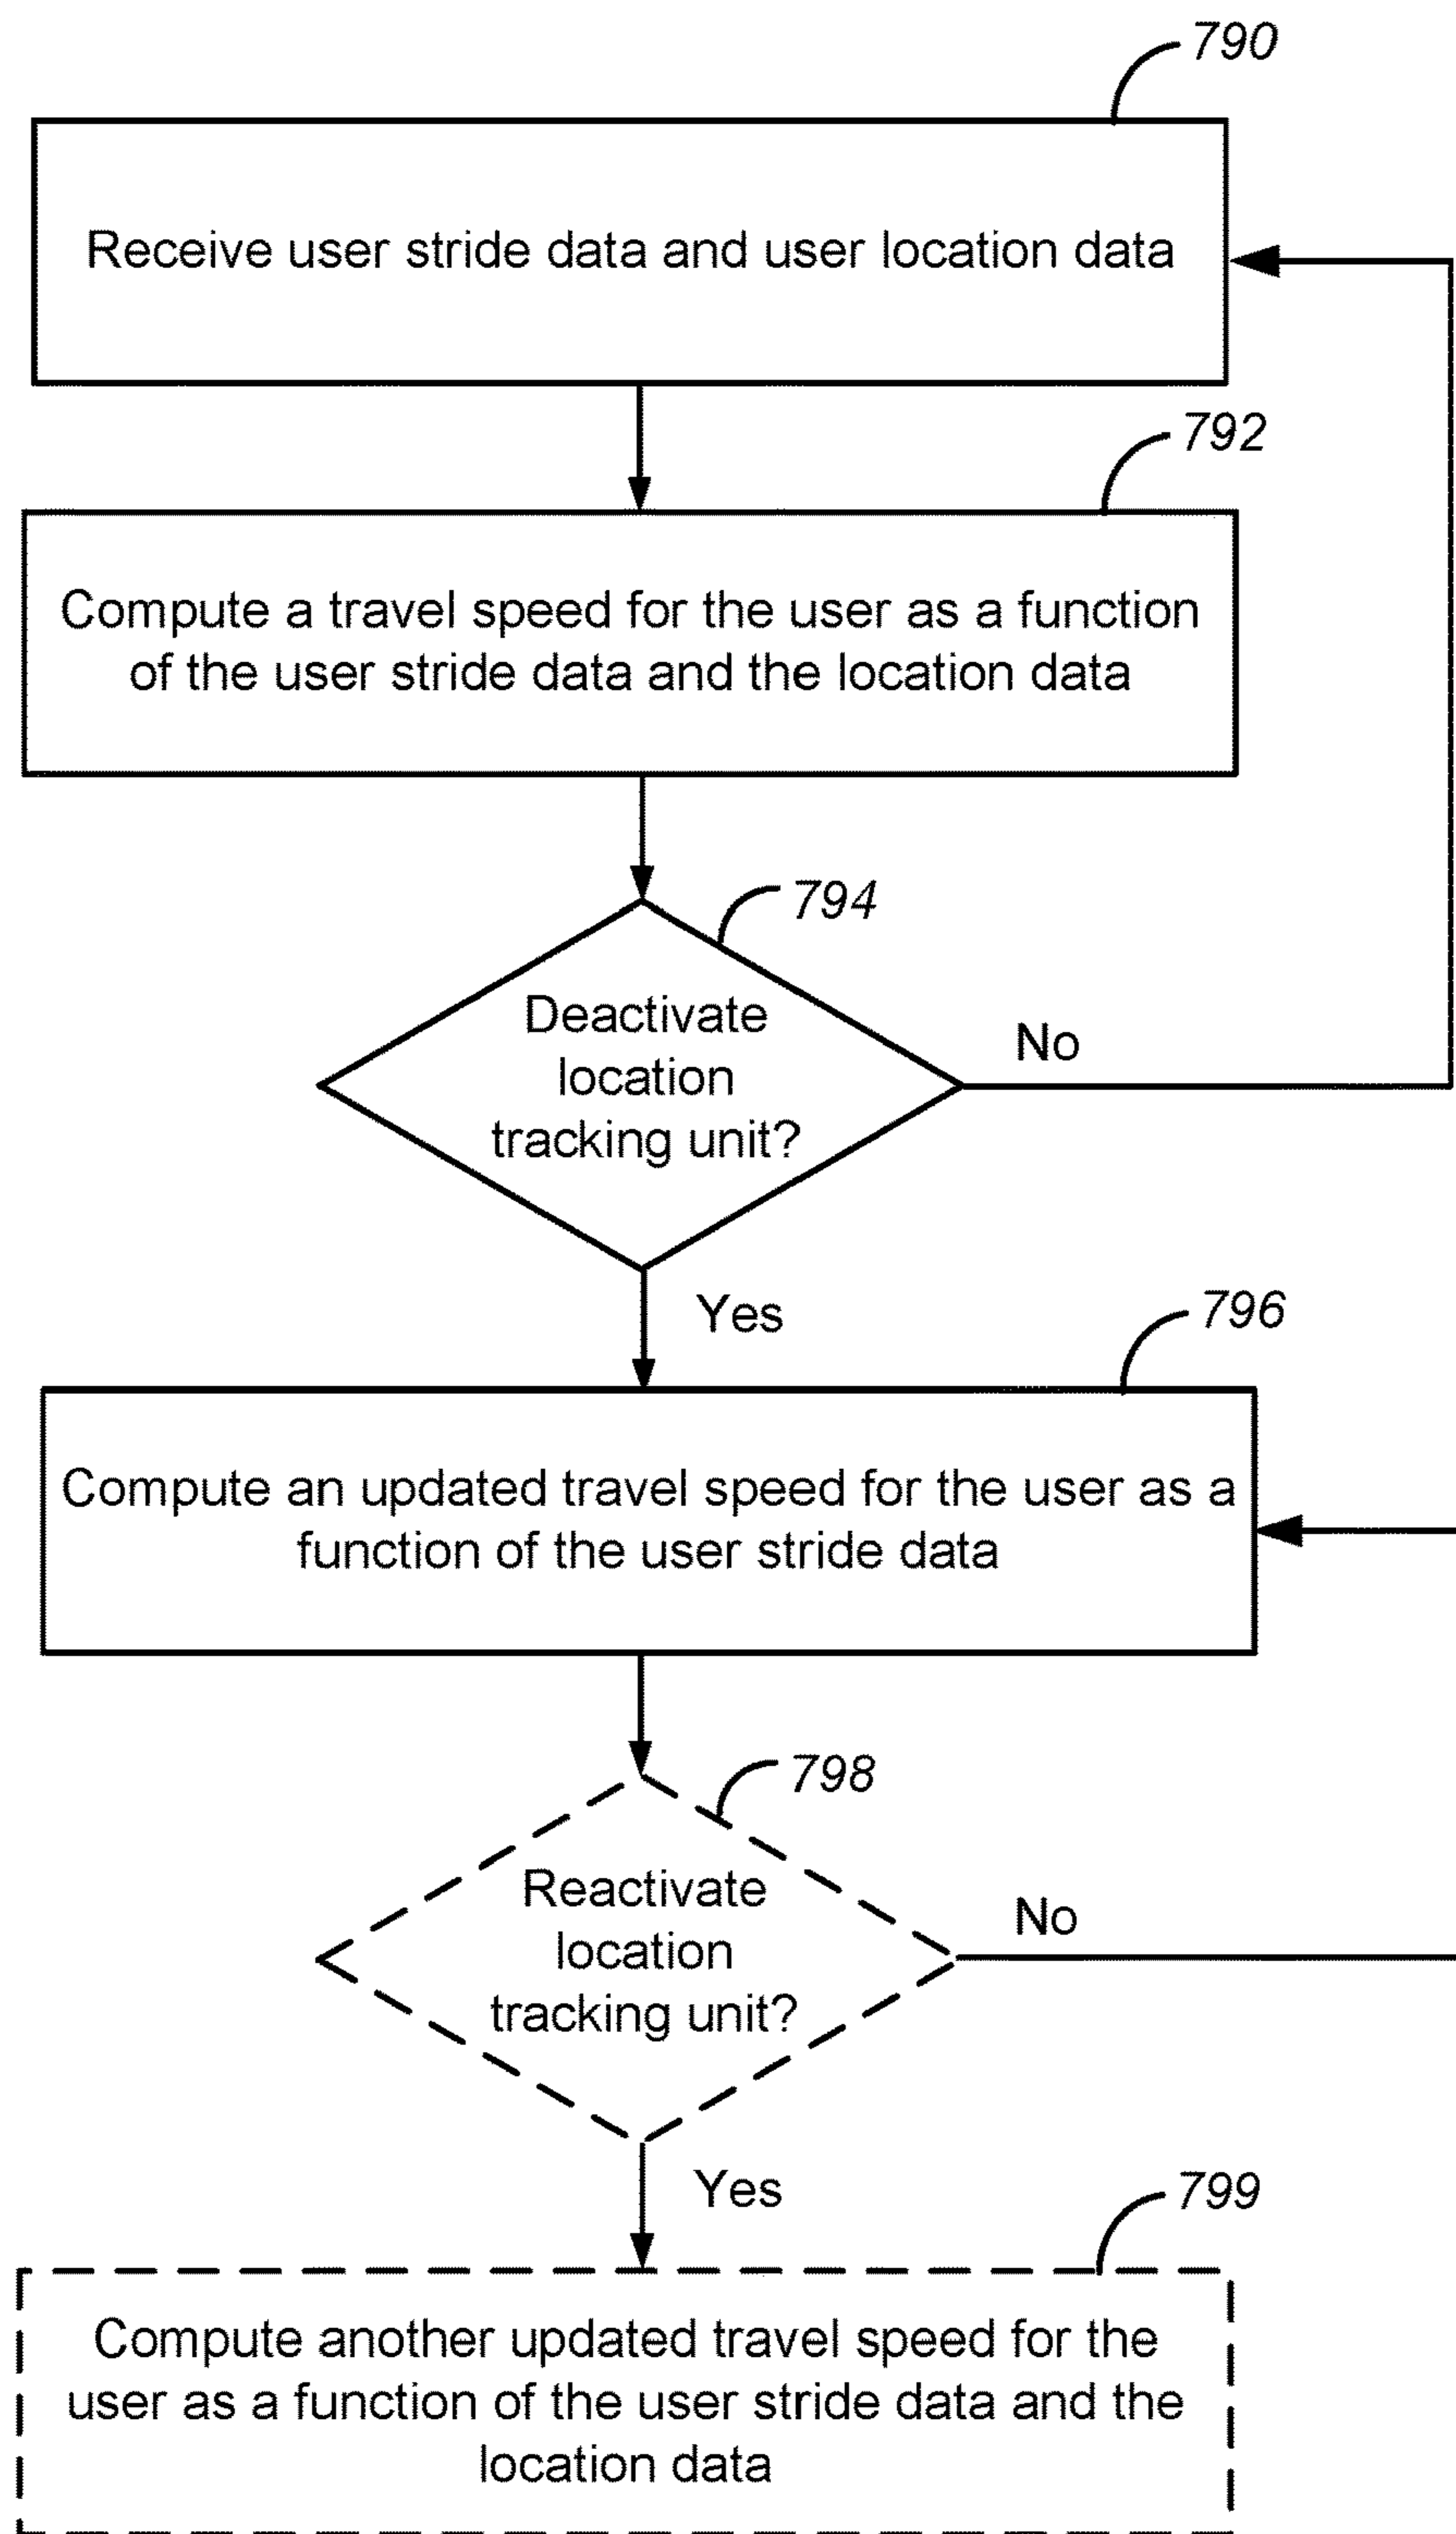 790
Receive user stride data and user location data
792
Compute a travel speed for the user as a function
of the user stride data and the location data
794
Deactivate
location
tracking unit?
No
Yes
796
Compute an updated travel speed for the user as a
function of the user stride data
798
Reactivate
location
tracking unit?
No
Yes
799
Compute another updated travel speed for the
user as a function of the user stride data and the
location data